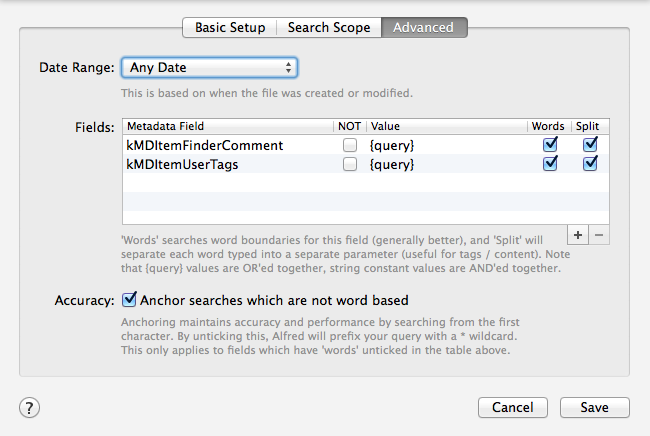 Basic Setup Search Scope Advanced
Date Range: Any Date
This is based on when the file was created or modified.
Fields: Metadata Field NOT Value Words Split
kMDItemFinderComment {query}
kMDItemUserTags {query}
+ −
'Words' searches word boundaries for this field (generally better), and 'Split' will
separate each word typed into a separate parameter (useful for tags / content). Note
that {query} values are OR'ed together, string constant values are AND'ed together.
Accuracy: Anchor searches which are not word based
Anchoring maintains accuracy and performance by searching from the first
character. By unticking this, Alfred will prefix your query with a * wildcard.
This only applies to fields which have 'words' unticked in the table above.
? Cancel Save